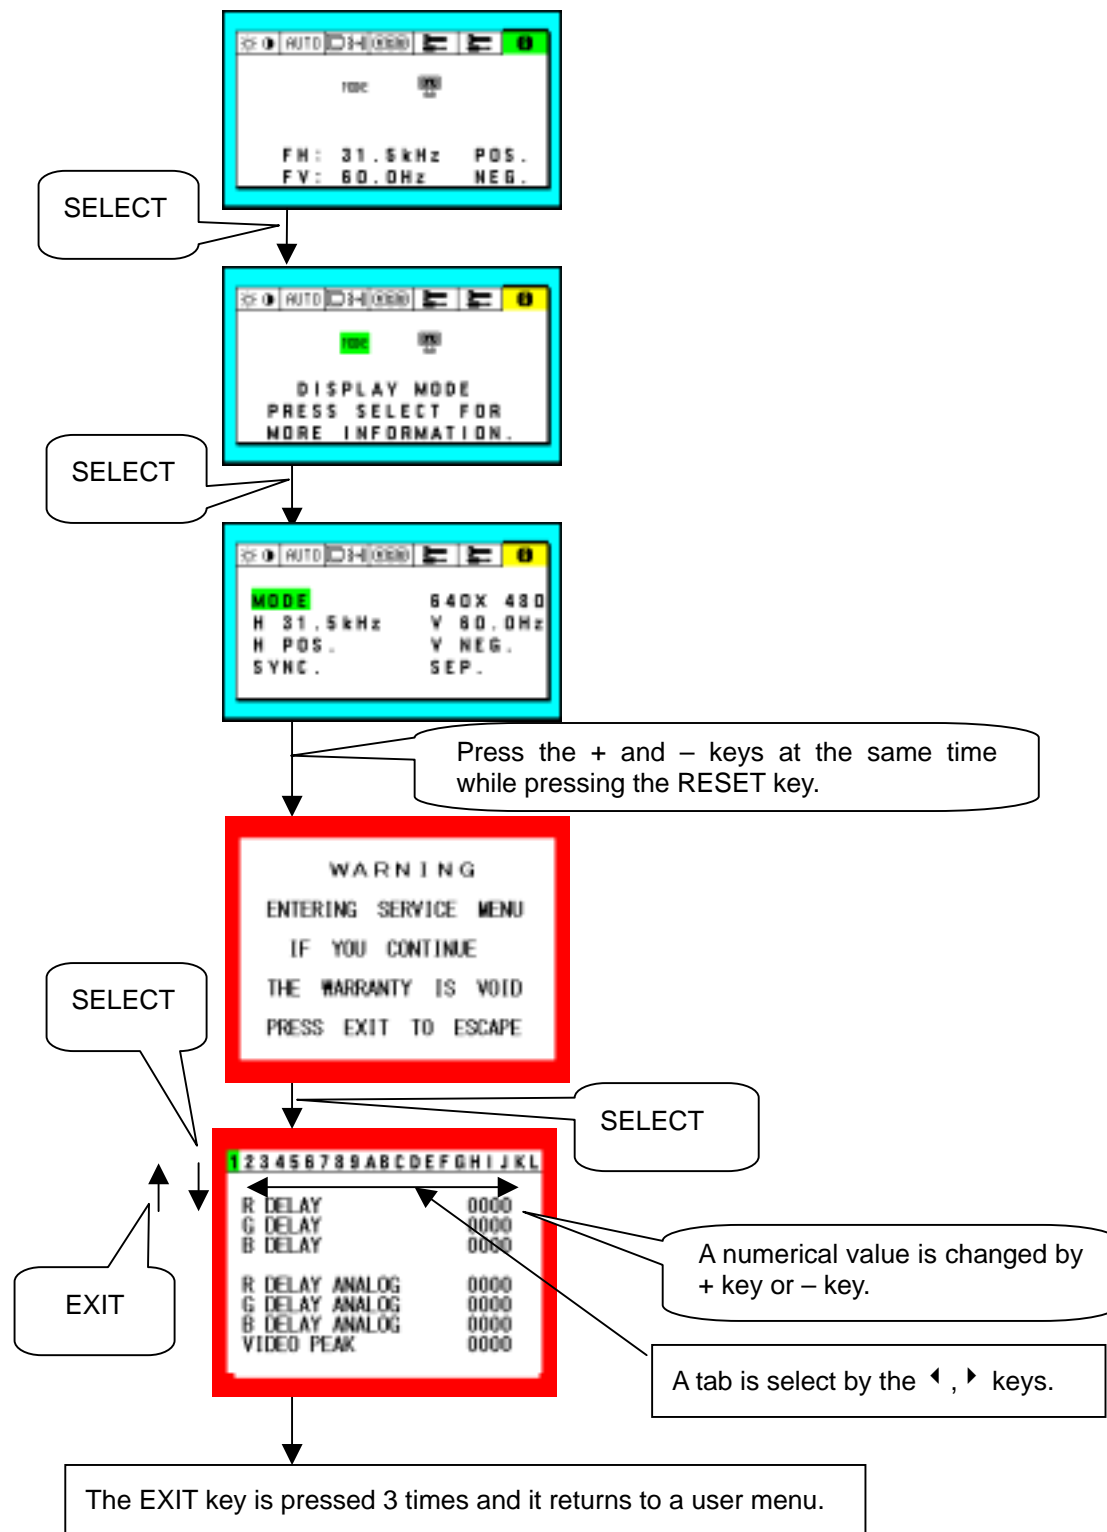 AUTO
MODE
FH: 31.5kHz POS.
FV: 60.0Hz NEG.
SELECT
AUTO
MODE
DISPLAY MODE
PRESS SELECT FOR
MORE INFORMATION.
SELECT
AUTO
MODE 640X 480
H 31.5kHz V 60.0Hz
H POS. V NEG.
SYNC. SEP.
Press the + and – keys at the same time
while pressing the RESET key.
WARNING
ENTERING SERVICE MENU
IF YOU CONTINUE
THE WARRANTY IS VOID
PRESS EXIT TO ESCAPE
SELECT
SELECT
123456789ABCDEFGHIJKL
R DELAY 0000
G DELAY 0000
B DELAY 0000
R DELAY ANALOG 0000
G DELAY ANALOG 0000
B DELAY ANALOG 0000
VIDEO PEAK 0000
EXIT
A numerical value is changed by
+ key or – key.
A tab is select by the ◂ , ▸ keys.
The EXIT key is pressed 3 times and it returns to a user menu.